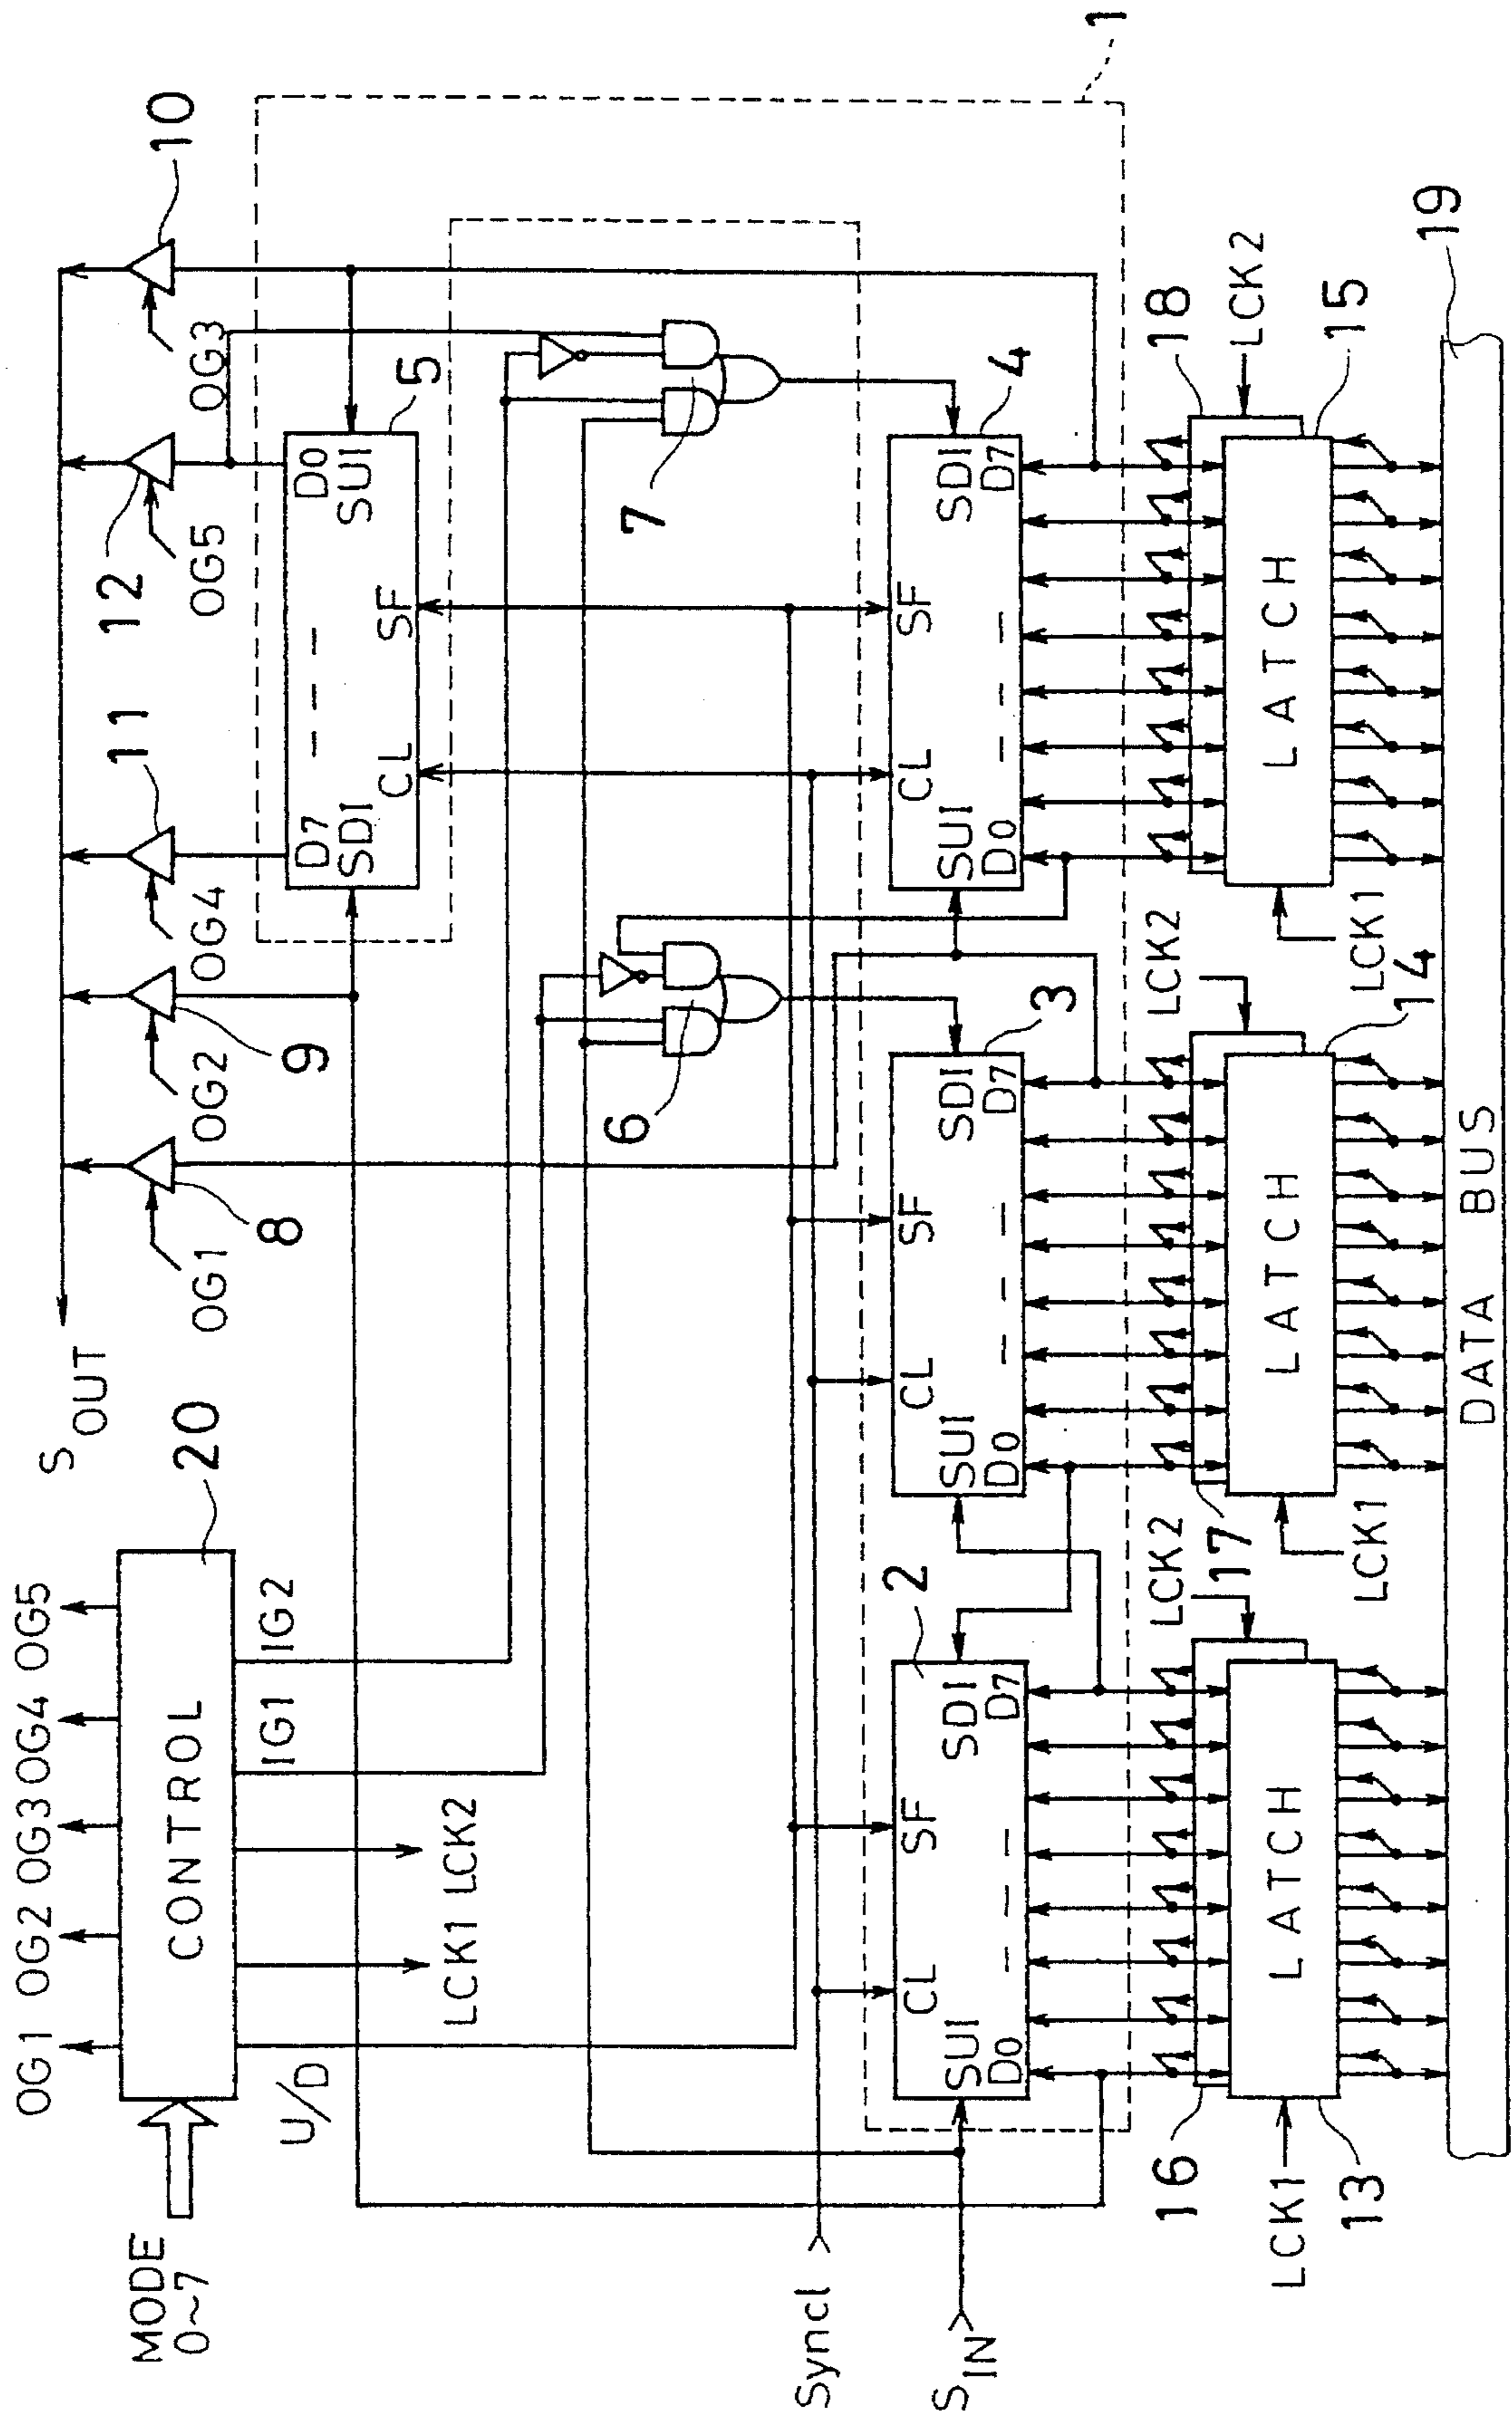 OG1 OG2 OG3 OG4 OG5
MODE
0~7
CONTROL
20
U/D
LCK1 LCK2
IG1
IG2
SOUT
OG1
8
OG2
9
OG4
11
OG5
12
OG3
10
D7
SDI
CL
D0
SUI
SF
5
1
6
7
Syncl
SIN
SUI
D0
CL
SF
SDI
D7
2
SUI
D0
CL
SF
SDI
D7
3
SUI
D0
CL
SF
SDI
D7
4
16
LCK1
13
LATCH
LCK2
17
LCK1
LATCH
14
LCK2
LCK1
LATCH
15
18
LCK2
DATA BUS
19